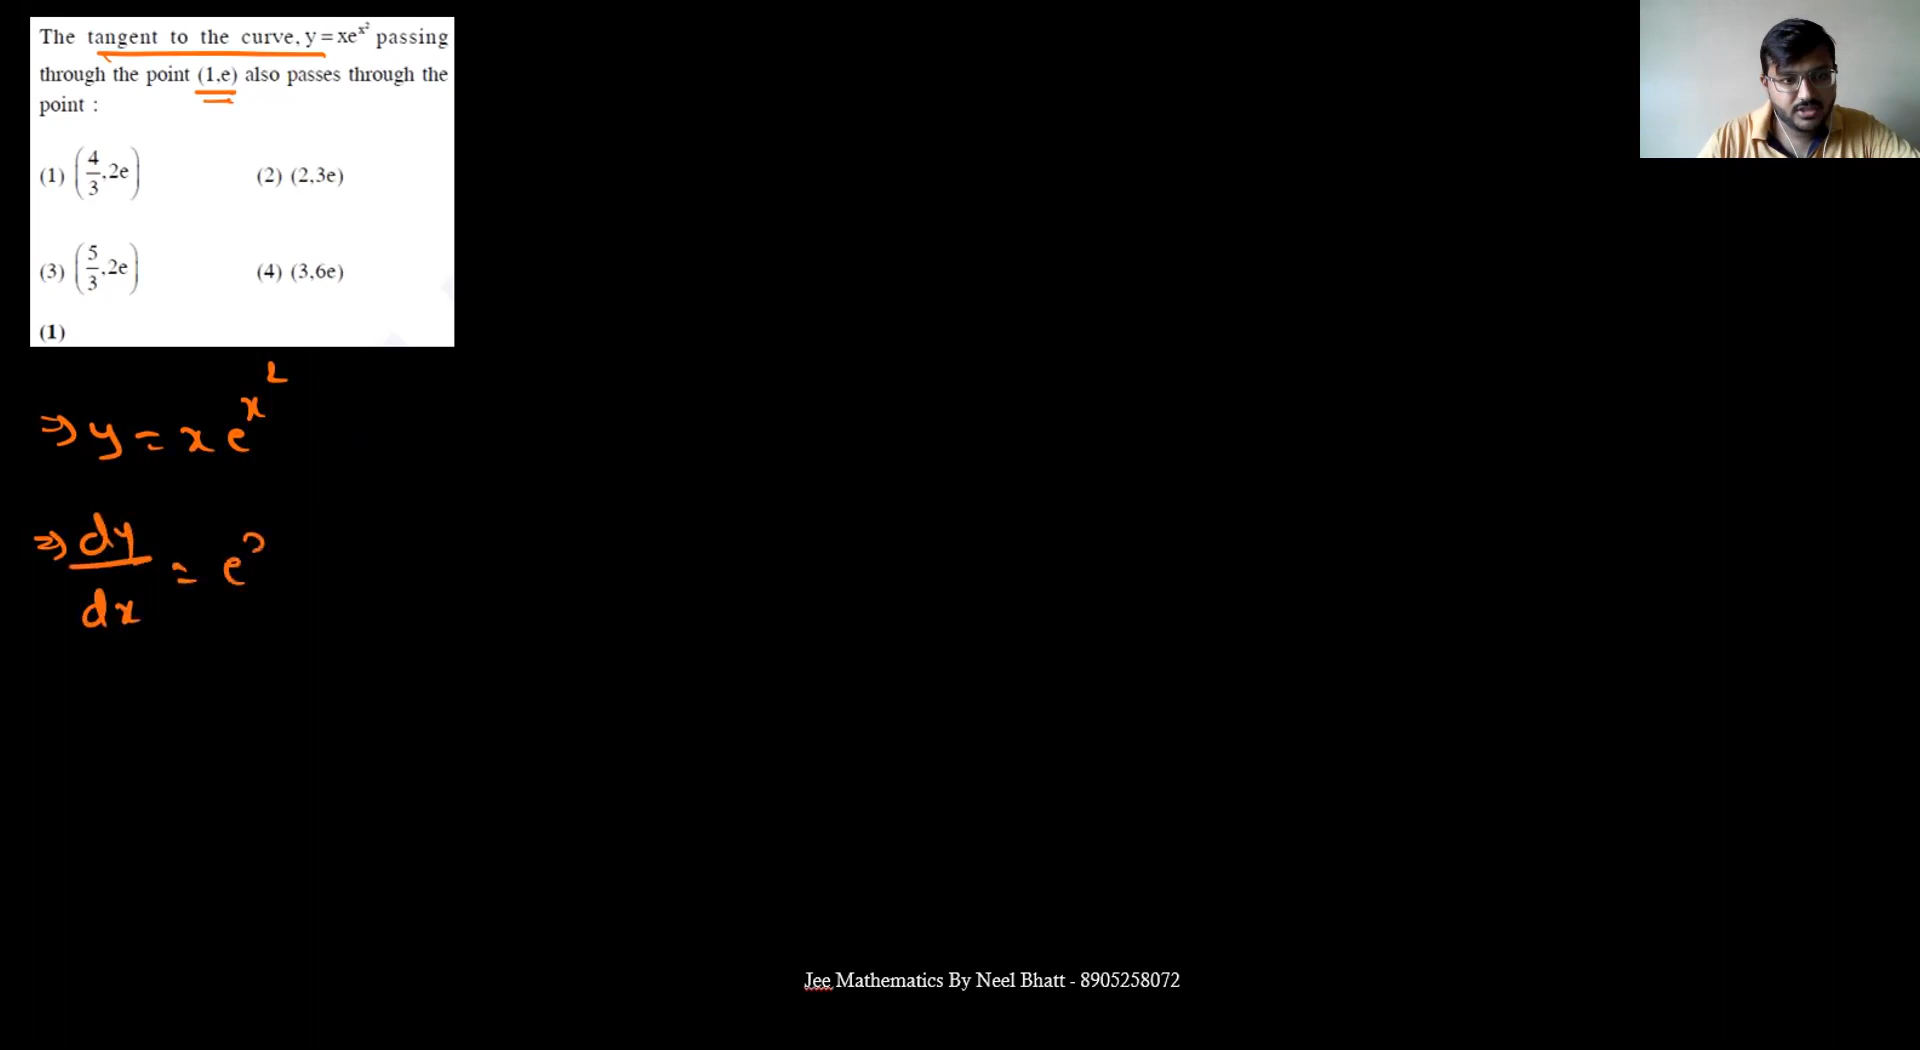 The tangent to the curve, y = xe^{x^2} passing
through the point (1,e) also passes through the
point :
(1) (4/3, 2e) (2) (2,3e)
(3) (5/3, 2e) (4) (3,6e)
(1)
⇒ y = x e^{x^2}
⇒ dy/dx = e
Jee Mathematics By Neel Bhatt - 8905258072